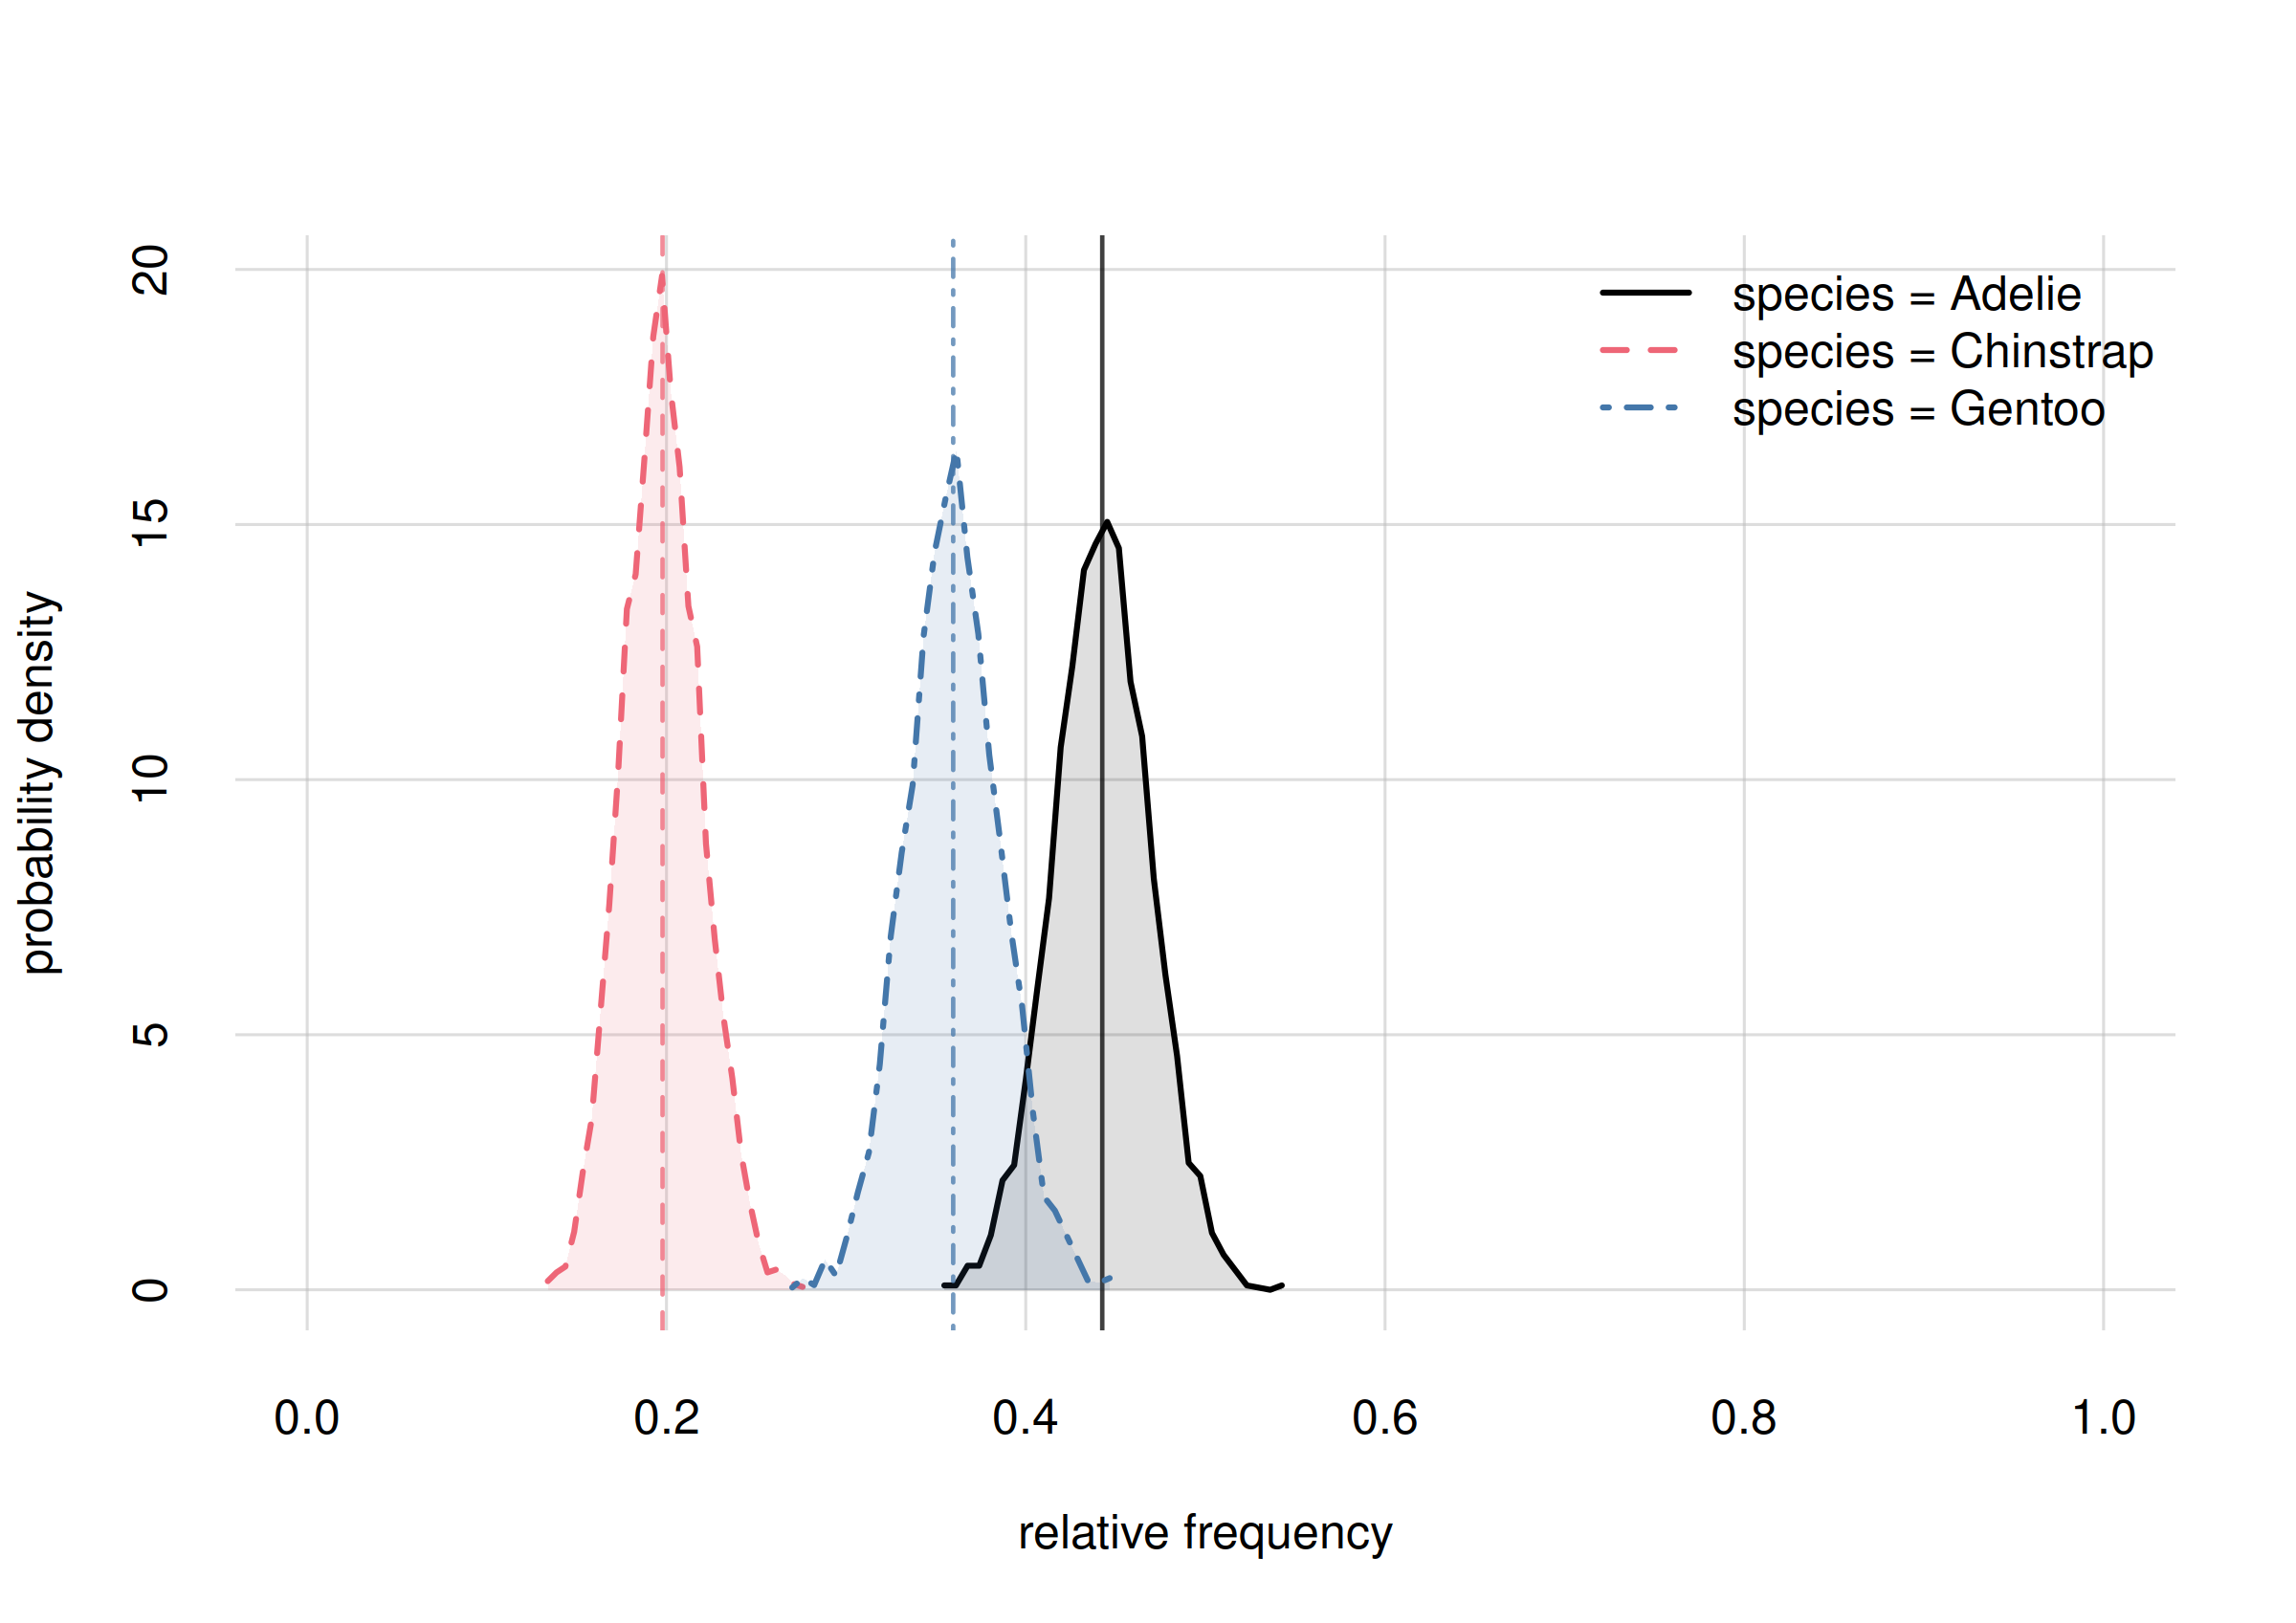 20
15
10
5
0
probability density
species = Adelie
species = Chinstrap
species = Gentoo
0.0 0.2 0.4 0.6 0.8 1.0
relative frequency